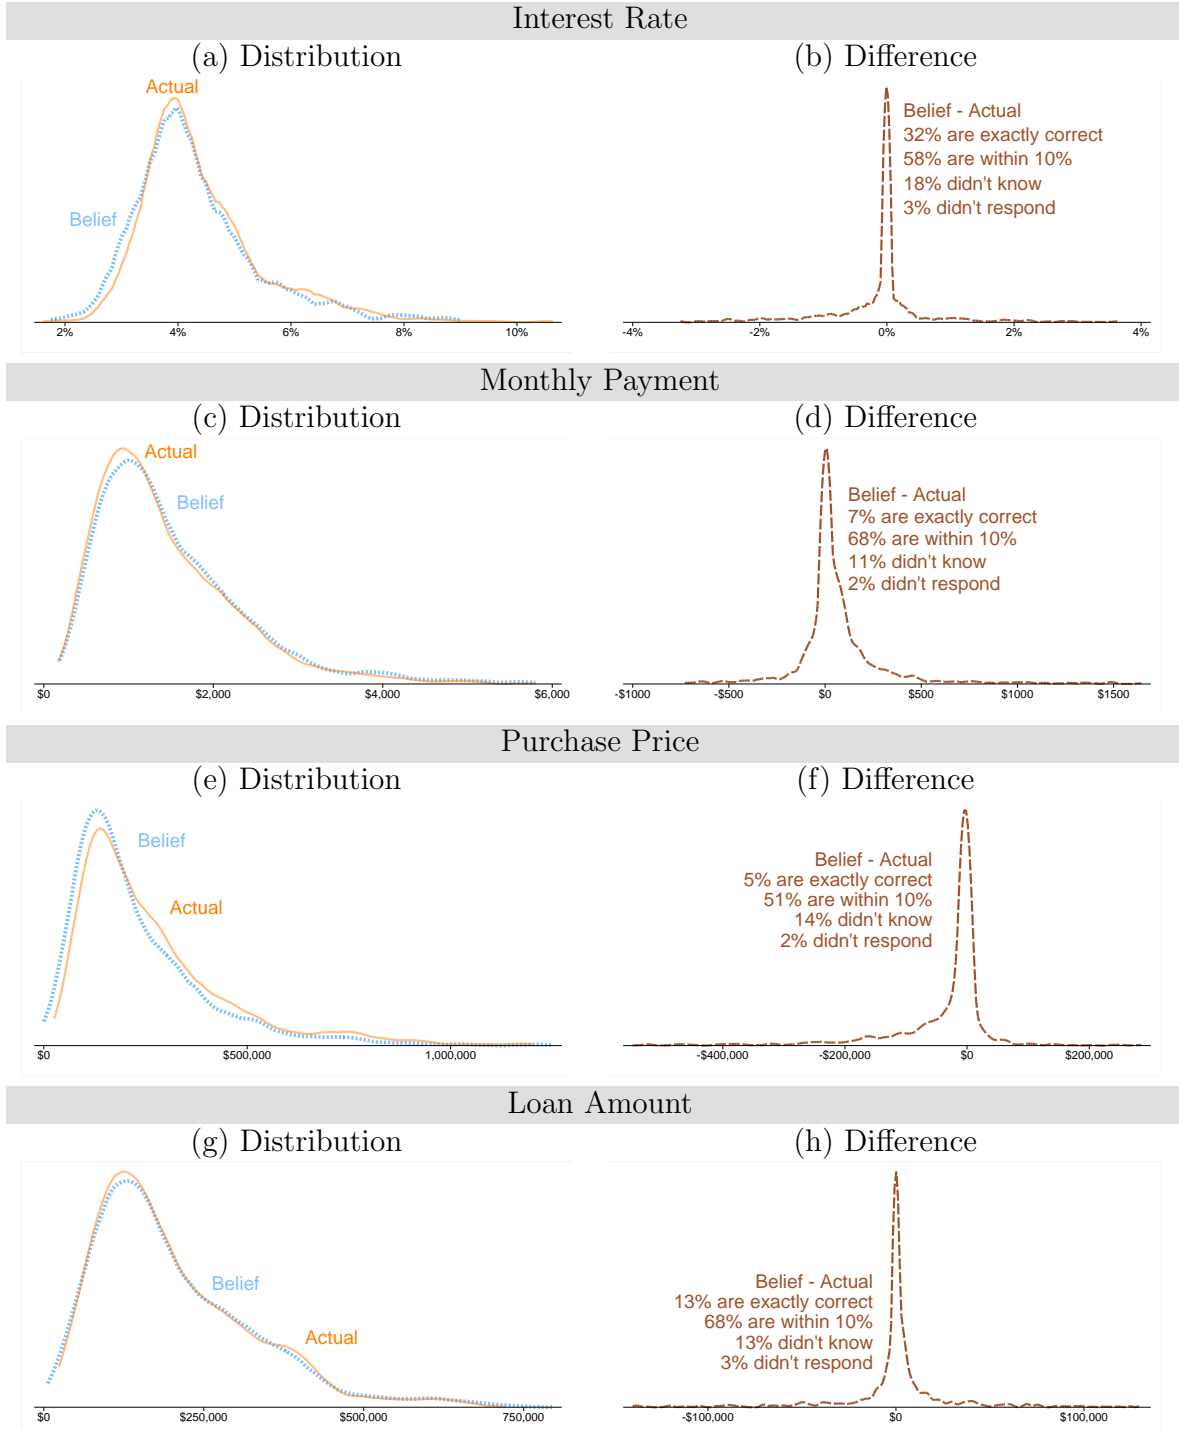 Interest Rate
(a) Distribution
(b) Difference
Actual
Belief
2%
4%
6%
8%
10%
Belief - Actual
32% are exactly correct
58% are within 10%
18% didn't know
3% didn't respond
-4%
-2%
0%
2%
4%
Monthly Payment
(c) Distribution
(d) Difference
Actual
Belief
$0
$2,000
$4,000
$6,000
Belief - Actual
7% are exactly correct
68% are within 10%
11% didn't know
2% didn't respond
-$1000
-$500
$0
$500
$1000
$1500
Purchase Price
(e) Distribution
(f) Difference
Belief
Actual
$0
$500,000
1,000,000
Belief - Actual
5% are exactly correct
51% are within 10%
14% didn't know
2% didn't respond
-$400,000
-$200,000
$0
$200,000
Loan Amount
(g) Distribution
(h) Difference
Belief
Actual
$0
$250,000
$500,000
$750,000
Belief - Actual
13% are exactly correct
68% are within 10%
13% didn't know
3% didn't respond
-$100,000
$0
$100,000